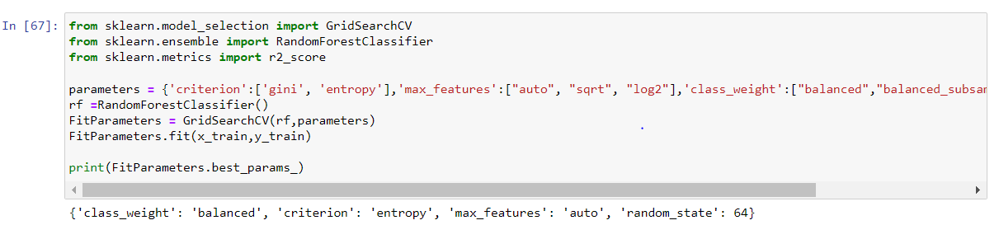 In [67]: from sklearn.model_selection import GridSearchCV
from sklearn.ensemble import RandomForestClassifier
from sklearn.metrics import r2_score
parameters = {'criterion':['gini', 'entropy'],'max_features':["auto", "sqrt", "log2"],'class_weight':["balanced","balanced_subsam
rf =RandomForestClassifier()
FitParameters = GridSearchCV(rf,parameters)
FitParameters.fit(x_train,y_train)
print(FitParameters.best_params_)
{'class_weight': 'balanced', 'criterion': 'entropy', 'max_features': 'auto', 'random_state': 64}